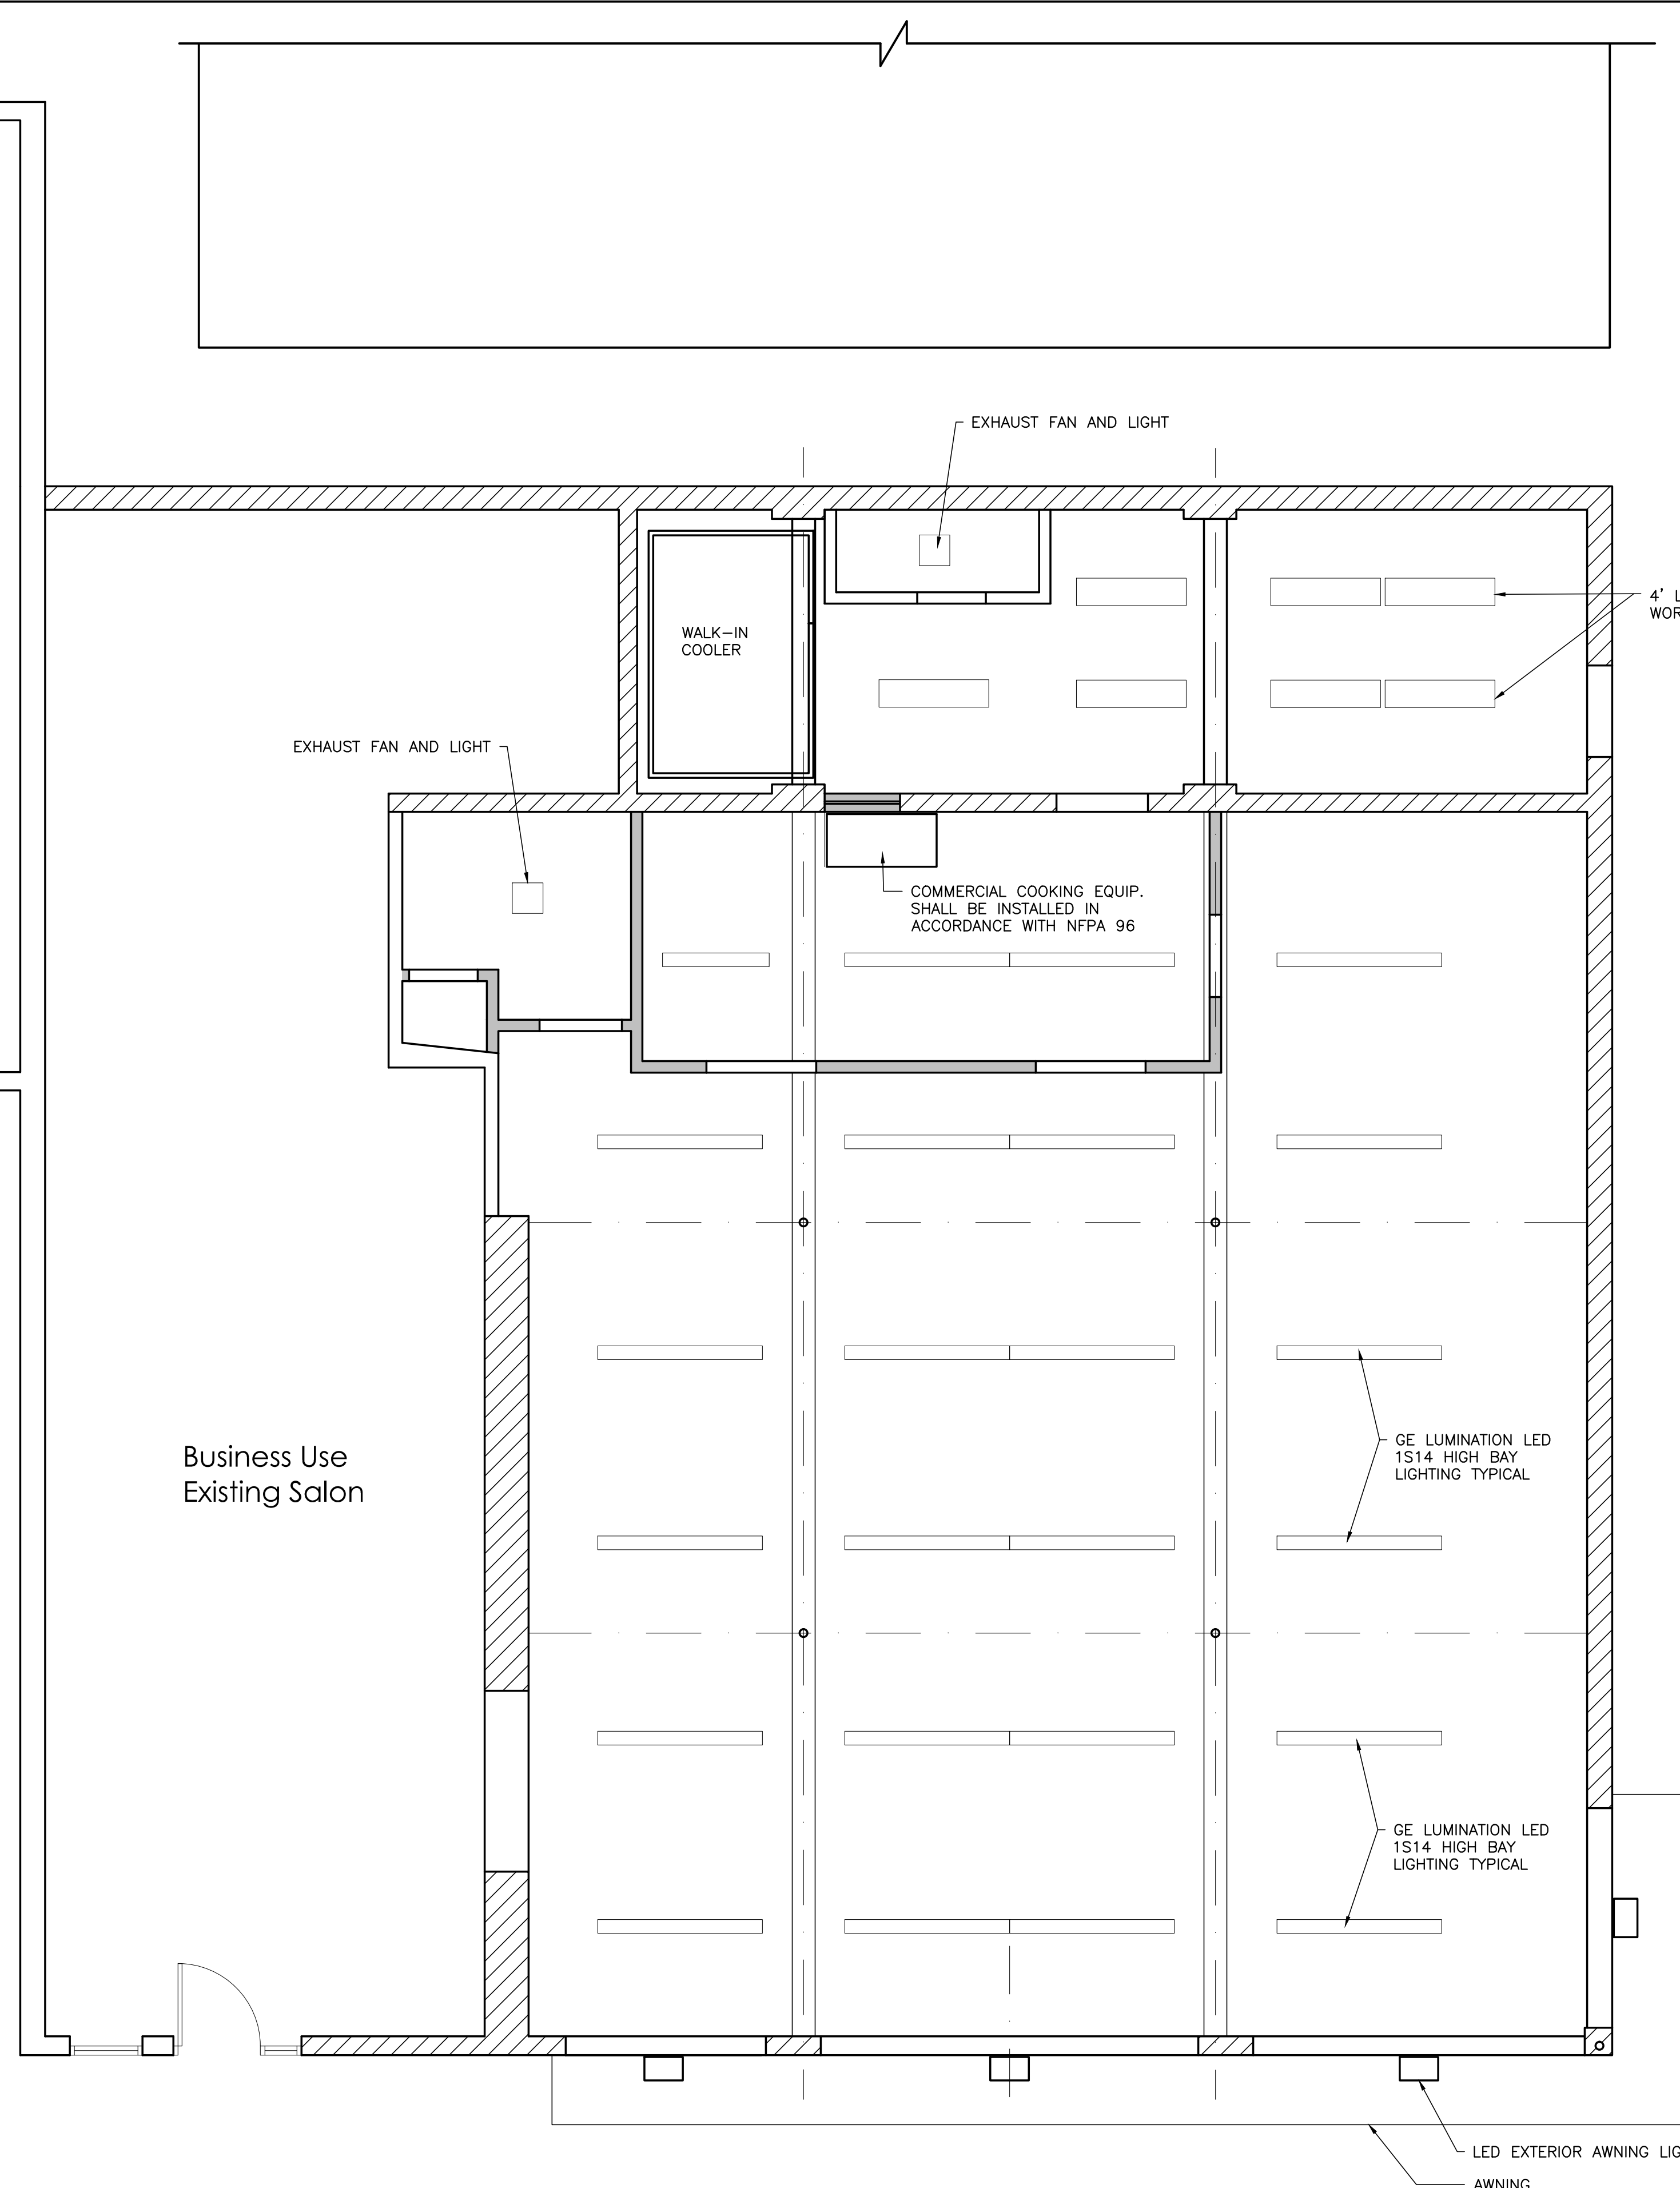 EXHAUST FAN AND LIGHT
4'
WALK-IN
COOLER
EXHAUST FAN AND LIGHT
COMMERCIAL COOKING EQUIP.
SHALL BE INSTALLED IN
ACCORDANCE WITH NFPA 96
GE LUMINATION LED
1S14 HIGH BAY
LIGHTING TYPICAL
Business Use
Existing Salon
GE LUMINATION LED
1S14 HIGH BAY
LIGHTING TYPICAL
LED EXTERIOR AWNING
AWNING